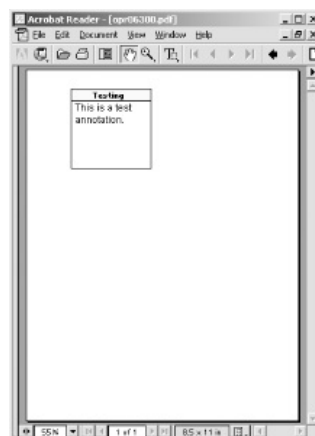 Acrobat Reader - [opr06300.pdf]
File Edit Document View Window Help
Testing
This is a test
annotation.
55% 1 of 1 8.5 x 11 in